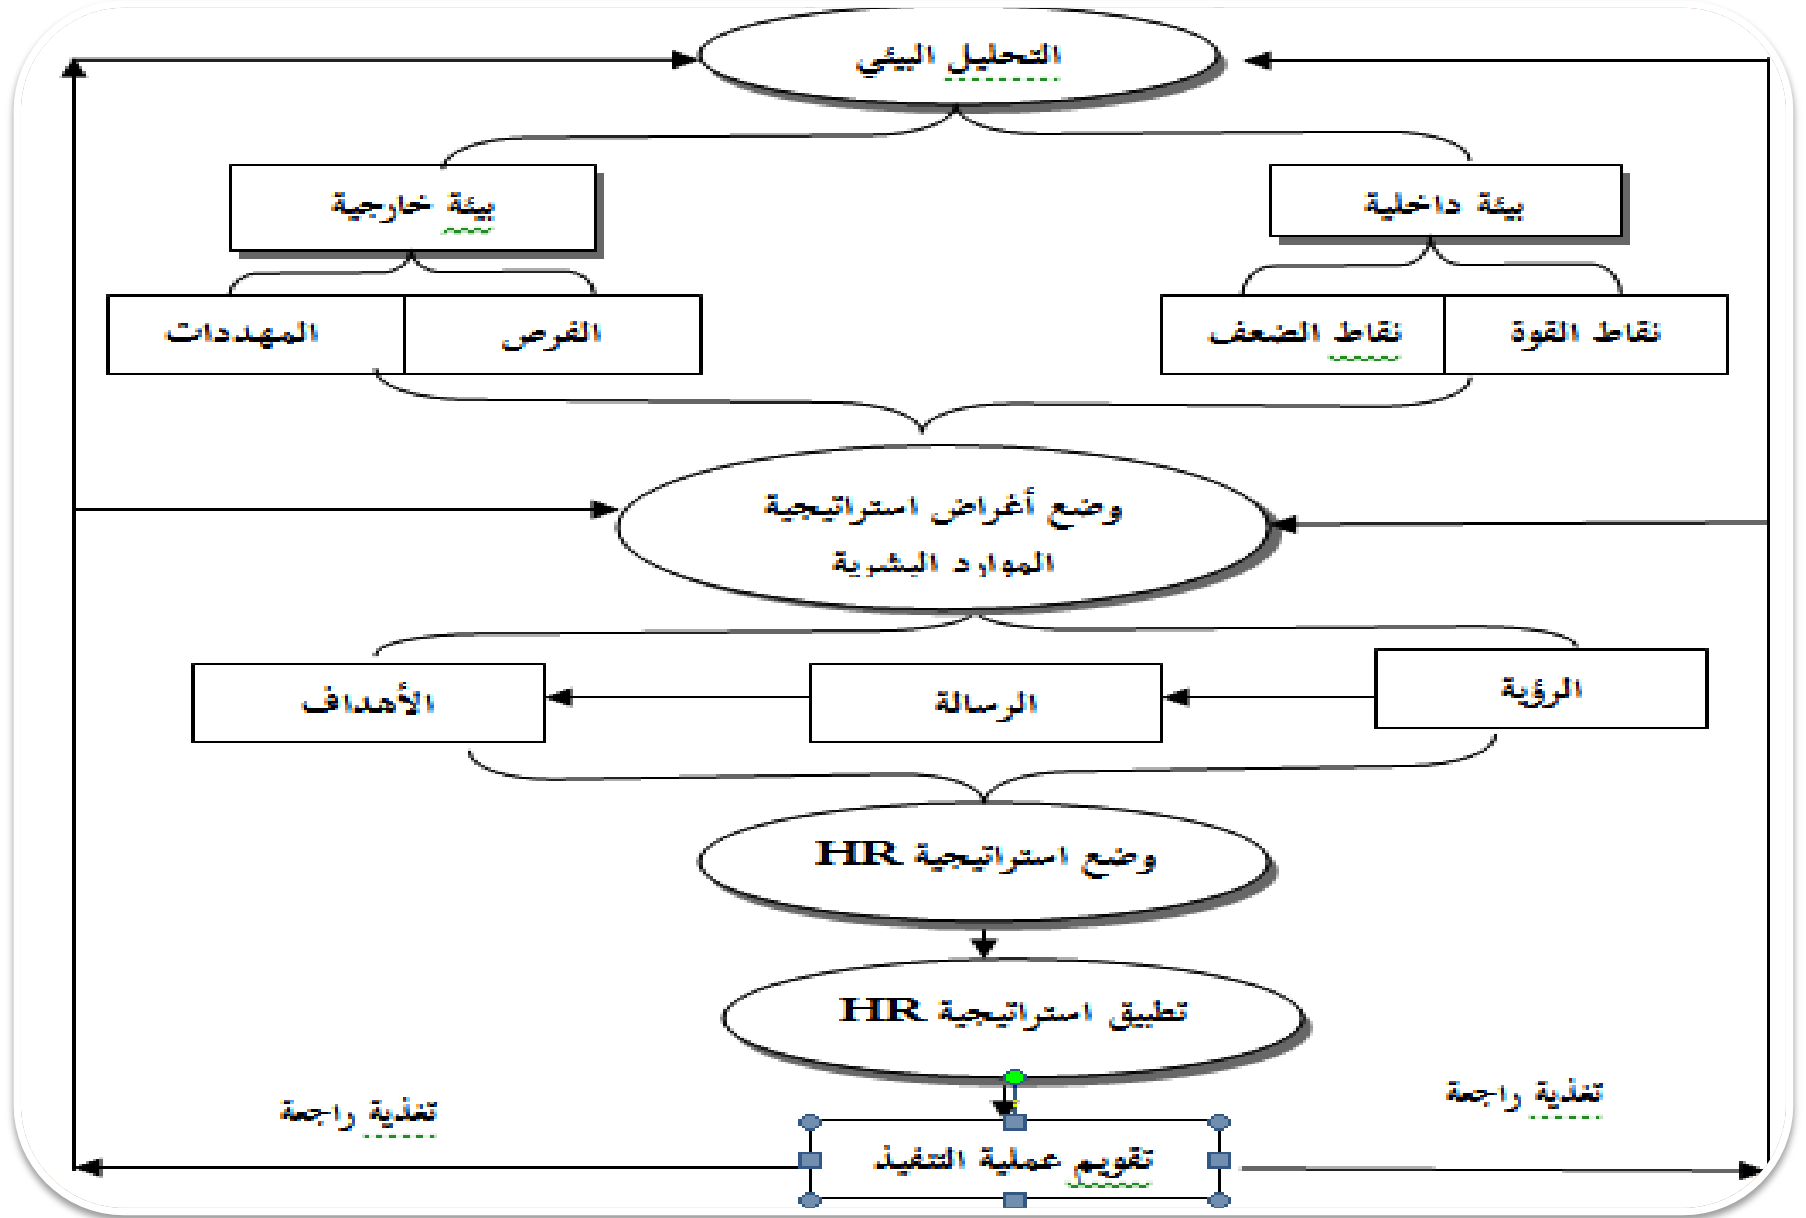 التحليل البيئي
بيئة داخلية
بيئة خارجية
نقاط القوة
نقاط الضعف
الفرص
المهددات
وضع أغراض استراتيجية
الموارد البشرية
الرؤية
الرسالة
الأهداف
وضع استراتيجية HR
تطبيق استراتيجية HR
تغذية راجعة
تغذية راجعة
تقويم عملية التنفيذ